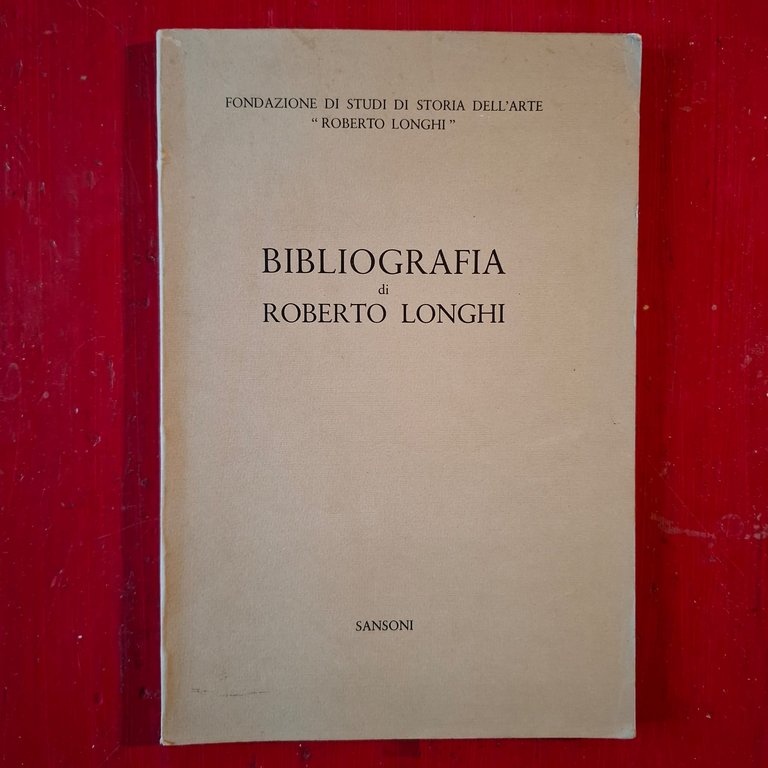 FONDAZIONE DI STUDI DI STORIA DELL'ARTE
“ROBERTO LONGHI”
BIBLIOGRAFIA
di
ROBERTO LONGHI
SANSONI